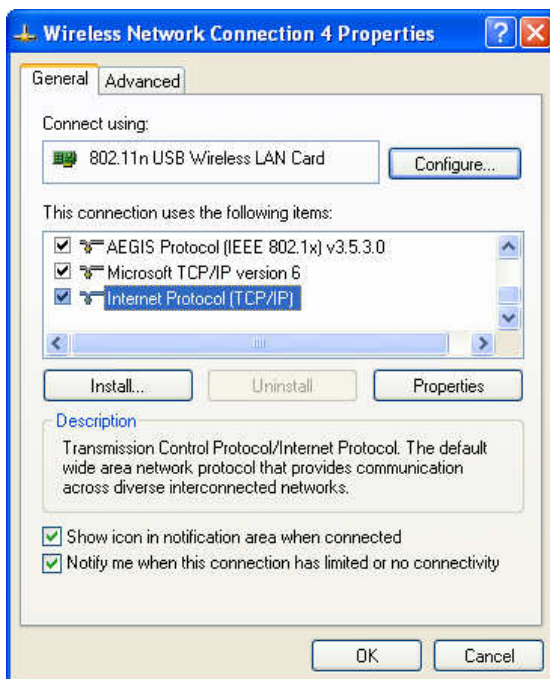 Wireless Network Connection 4 Properties
General Advanced
Connect using:
802.11n USB Wireless LAN Card Configure...
This connection uses the following items:
AEGIS Protocol (IEEE 802.1x) v3.5.3.0
Microsoft TCP/IP version 6
Internet Protocol (TCP/IP)
Install... Uninstall Properties
Description
Transmission Control Protocol/Internet Protocol. The default
wide area network protocol that provides communication
across diverse interconnected networks.
Show icon in notification area when connected
Notify me when this connection has limited or no connectivity
OK Cancel